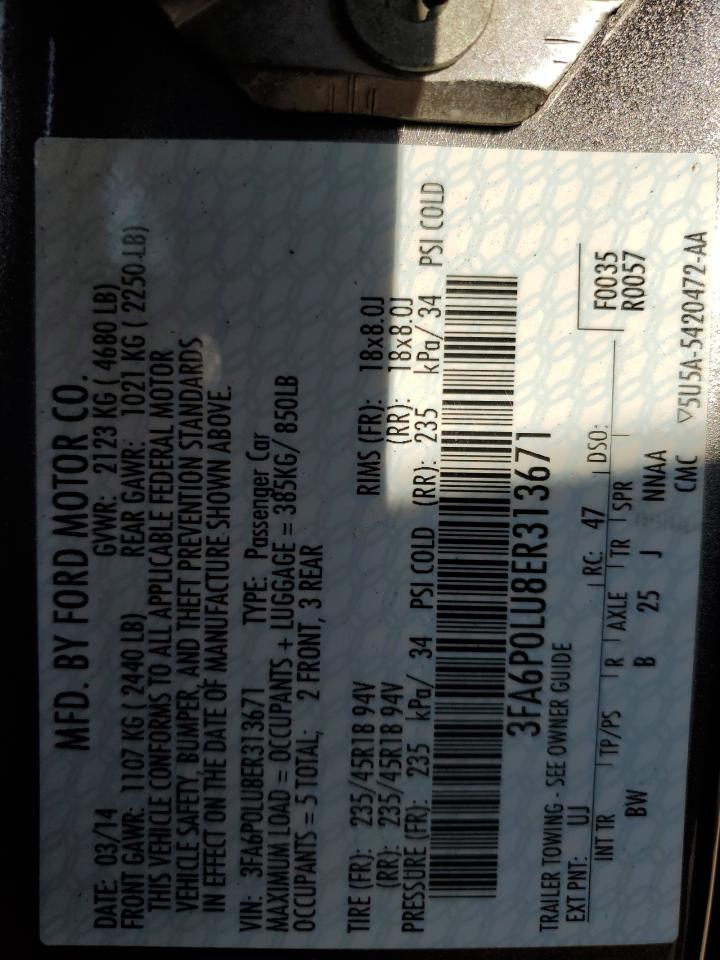 MFD. BY FORD MOTOR CO.
DATE: 03/14 GVWR: 2123 KG ( 4680 LB)
FRONT GAWR: 1107 KG ( 2440 LB) REAR GAWR: 1021 KG ( 2250 LB)
THIS VEHICLE CONFORMS TO ALL APPLICABLE FEDERAL MOTOR
VEHICLE SAFETY, BUMPER, AND THEFT PREVENTION STANDARDS
IN EFFECT ON THE DATE OF MANUFACTURE SHOWN ABOVE.
VIN: 3FA6P0LU8ER313671 TYPE: Passenger Car
MAXIMUM LOAD = OCCUPANTS + LUGGAGE = 385KG/ 850LB
OCCUPANTS = 5 TOTAL; 2 FRONT, 3 REAR
TIRE (FR): 235/45R18 94V RIMS (FR): 18x8.0J
(RR): 235/45R18 94V (RR): 18x8.0J
PRESSURE (FR): 235 kPa/ 34 PSI COLD (RR): 235 kPa/ 34 PSI COLD
3FA6P0LU8ER313671
TRAILER TOWING - SEE OWNER GUIDE
EXT PNT: UJ RC: 47 DSO: F0035
R0057
INT TR TP/PS R AXLE TR SPR
BW B 25 J NNAA
CMC ▽5U5A-5420472-AA